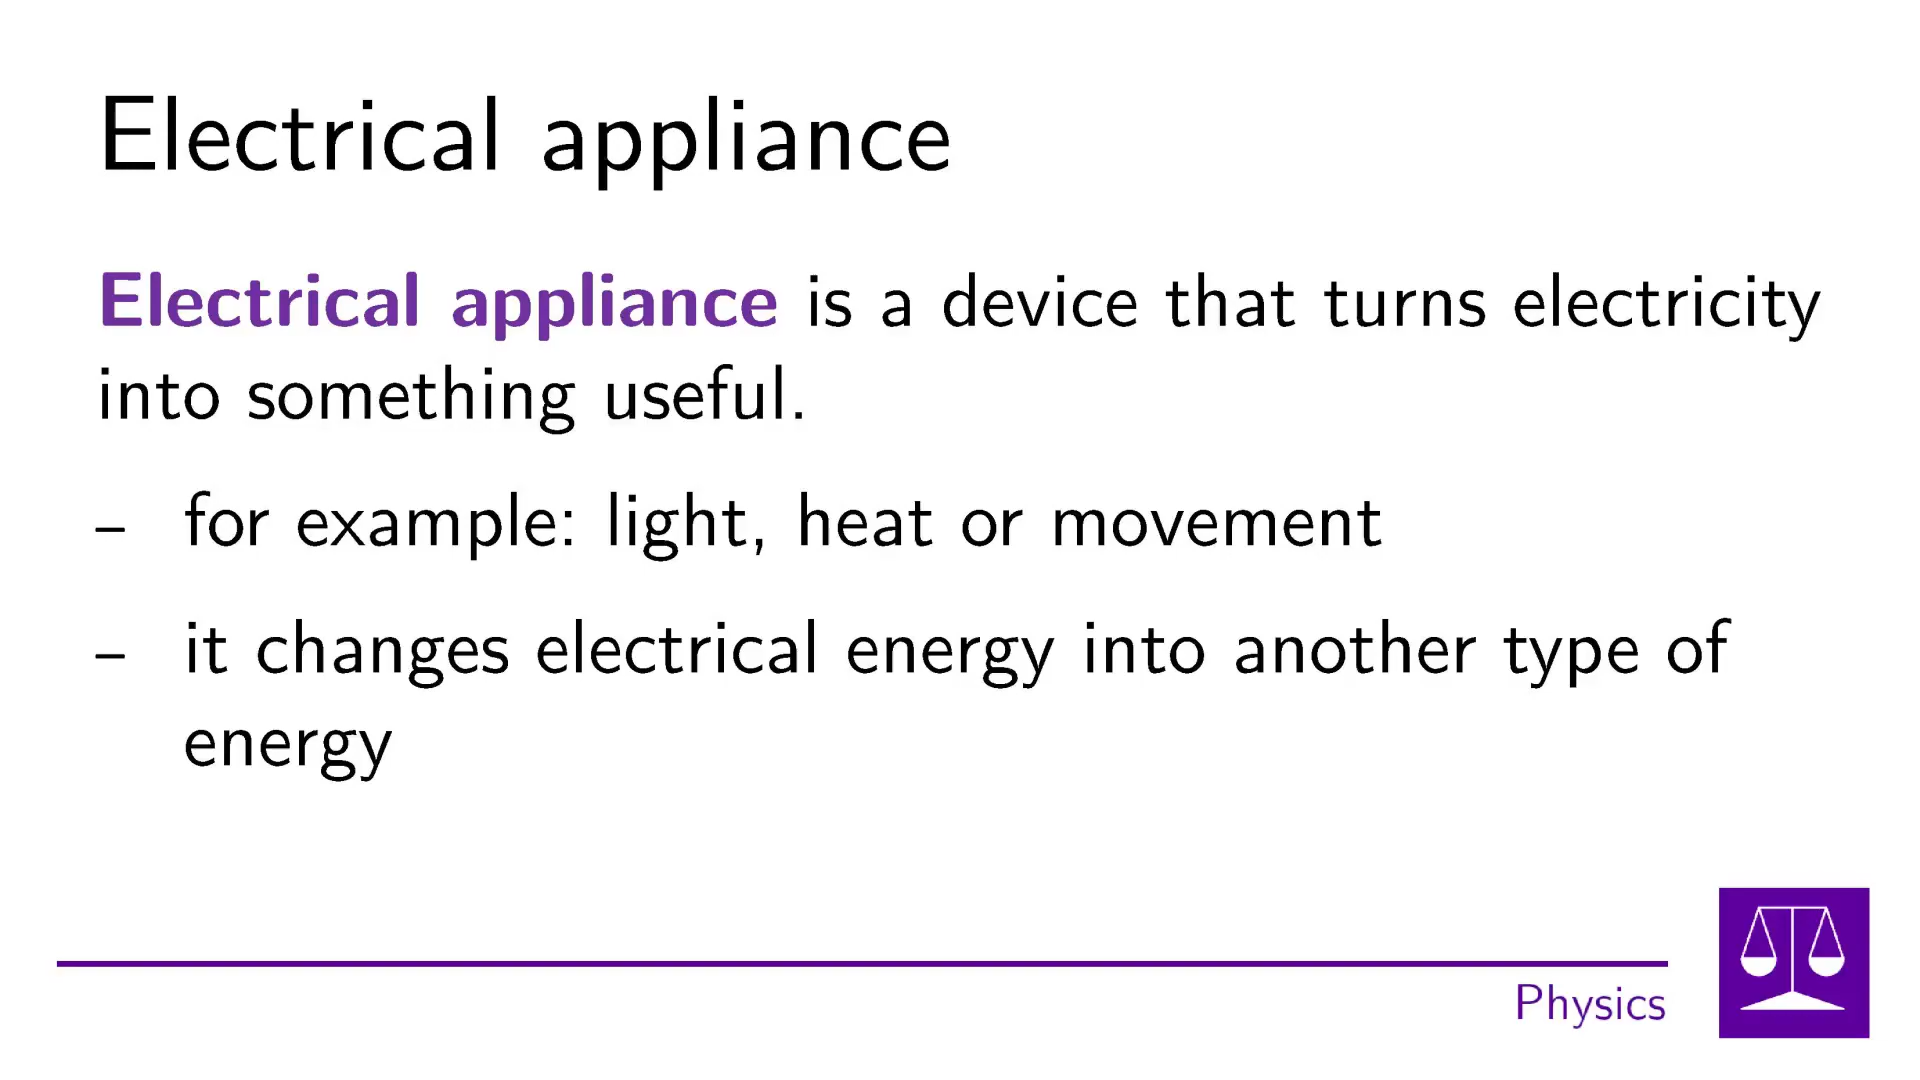 Electrical appliance
Electrical appliance is a device that turns electricity
into something useful.
– for example: light, heat or movement
– it changes electrical energy into another type of
energy
Physics